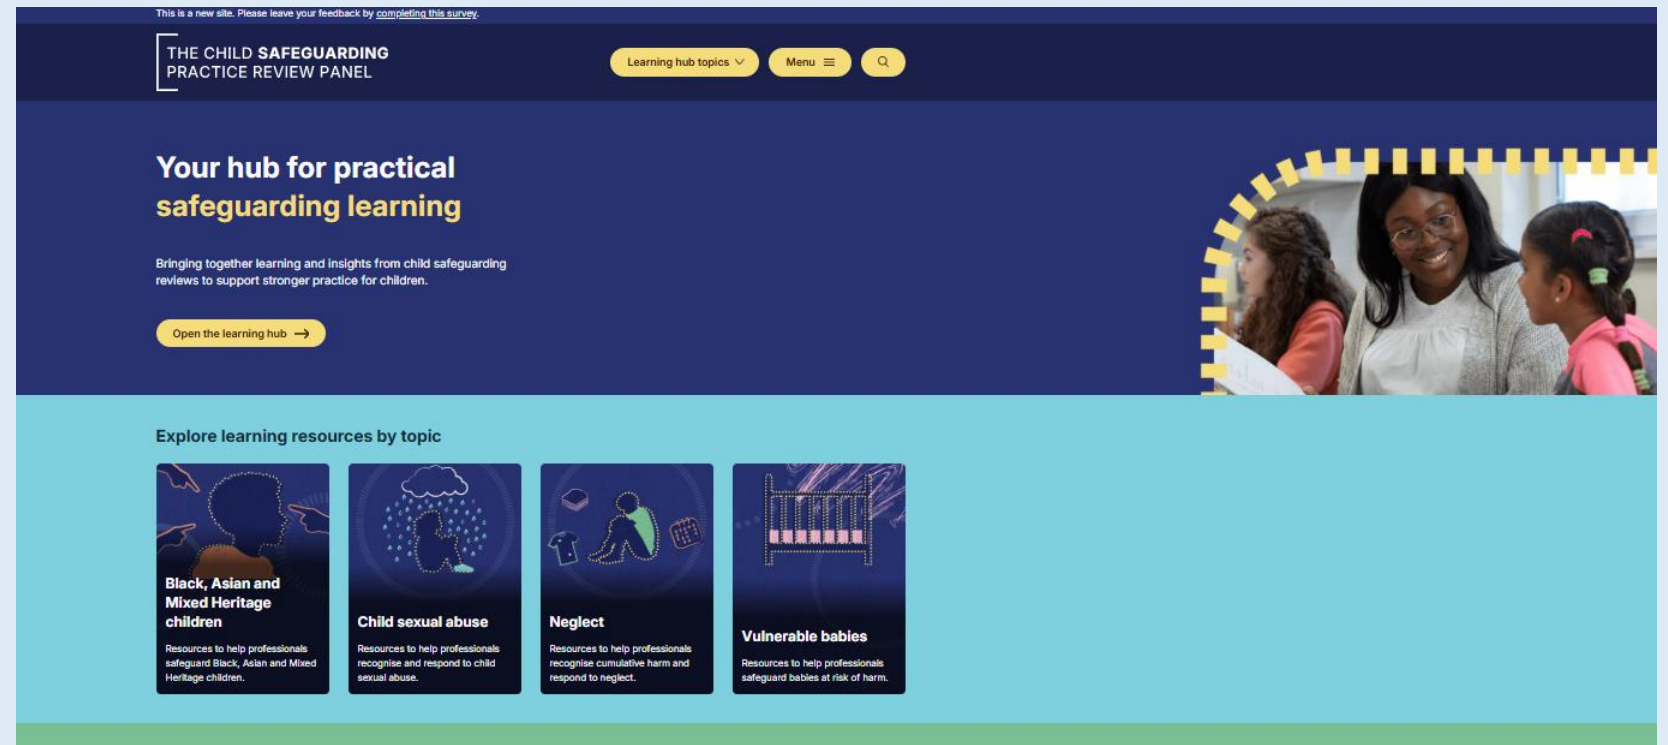 This is a new site. Please leave your feedback by completing this survey.
THE CHILD SAFEGUARDING
PRACTICE REVIEW PANEL
Learning hub topics
Menu
Your hub for practical
safeguarding learning
Bringing together learning and insights from child safeguarding
reviews to support stronger practice for children.
Open the learning hub
Explore learning resources by topic
Black, Asian and
Mixed Heritage
children
Resources to help professionals
safeguard Black, Asian and Mixed
Heritage children.
Child sexual abuse
Resources to help professionals
recognise and respond to child
sexual abuse.
Neglect
Resources to help professionals
recognise cumulative harm and
respond to neglect.
Vulnerable babies
Resources to help professionals
safeguard babies at risk of harm.